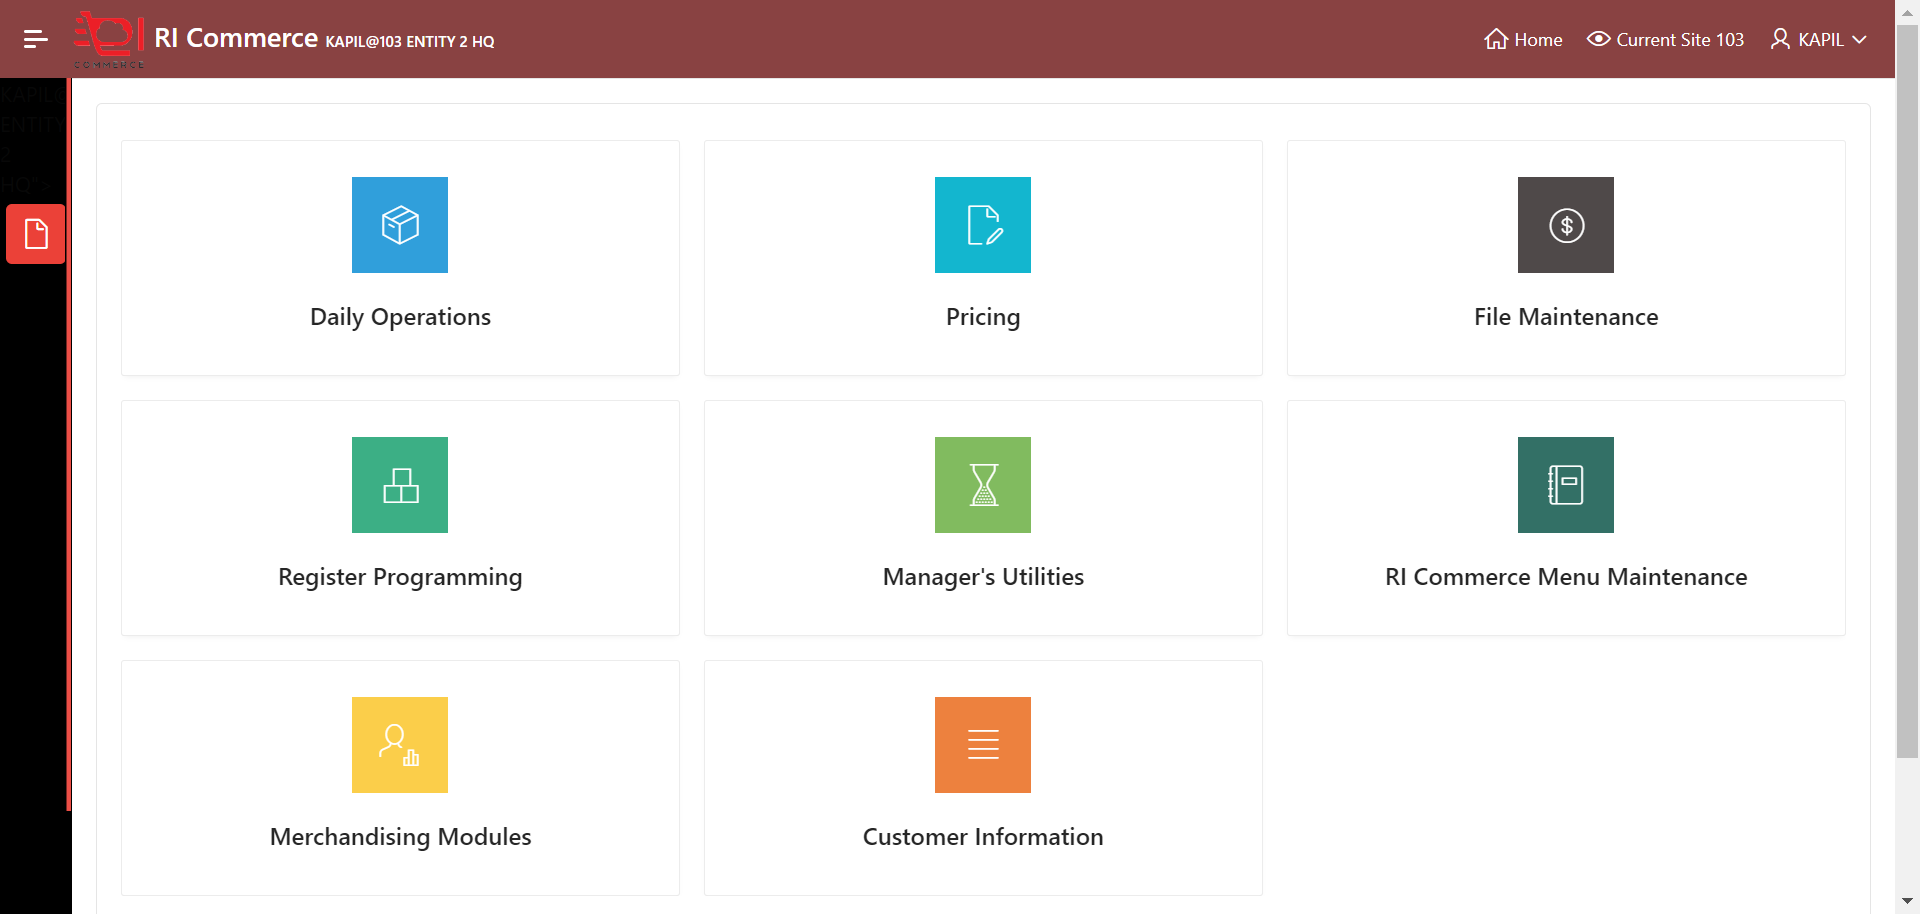 RI Commerce KAPIL@103 ENTITY 2 HQ
COMMERCE
Home
Current Site 103
KAPIL
KAPIL@
ENTITY
2
HQ">
Daily Operations
Pricing
File Maintenance
Register Programming
Manager's Utilities
RI Commerce Menu Maintenance
Merchandising Modules
Customer Information